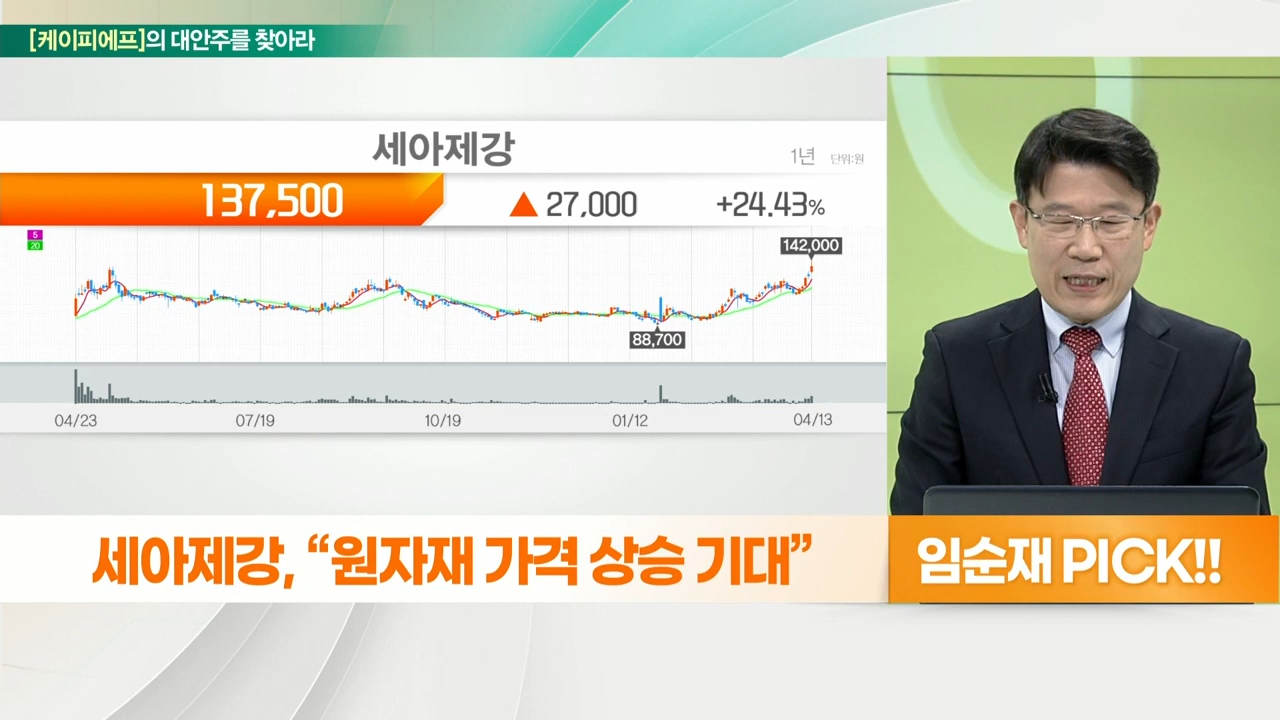 [케이피에프]의 대안주를 찾아라
세아제강
1년 단위:원
137,500 ▲ 27,000 +24.43%
5
20
142,000
88,700
04/23 07/19 10/19 01/12 04/13
세아제강, “원자재 가격 상승 기대”
임순재 PICK!!